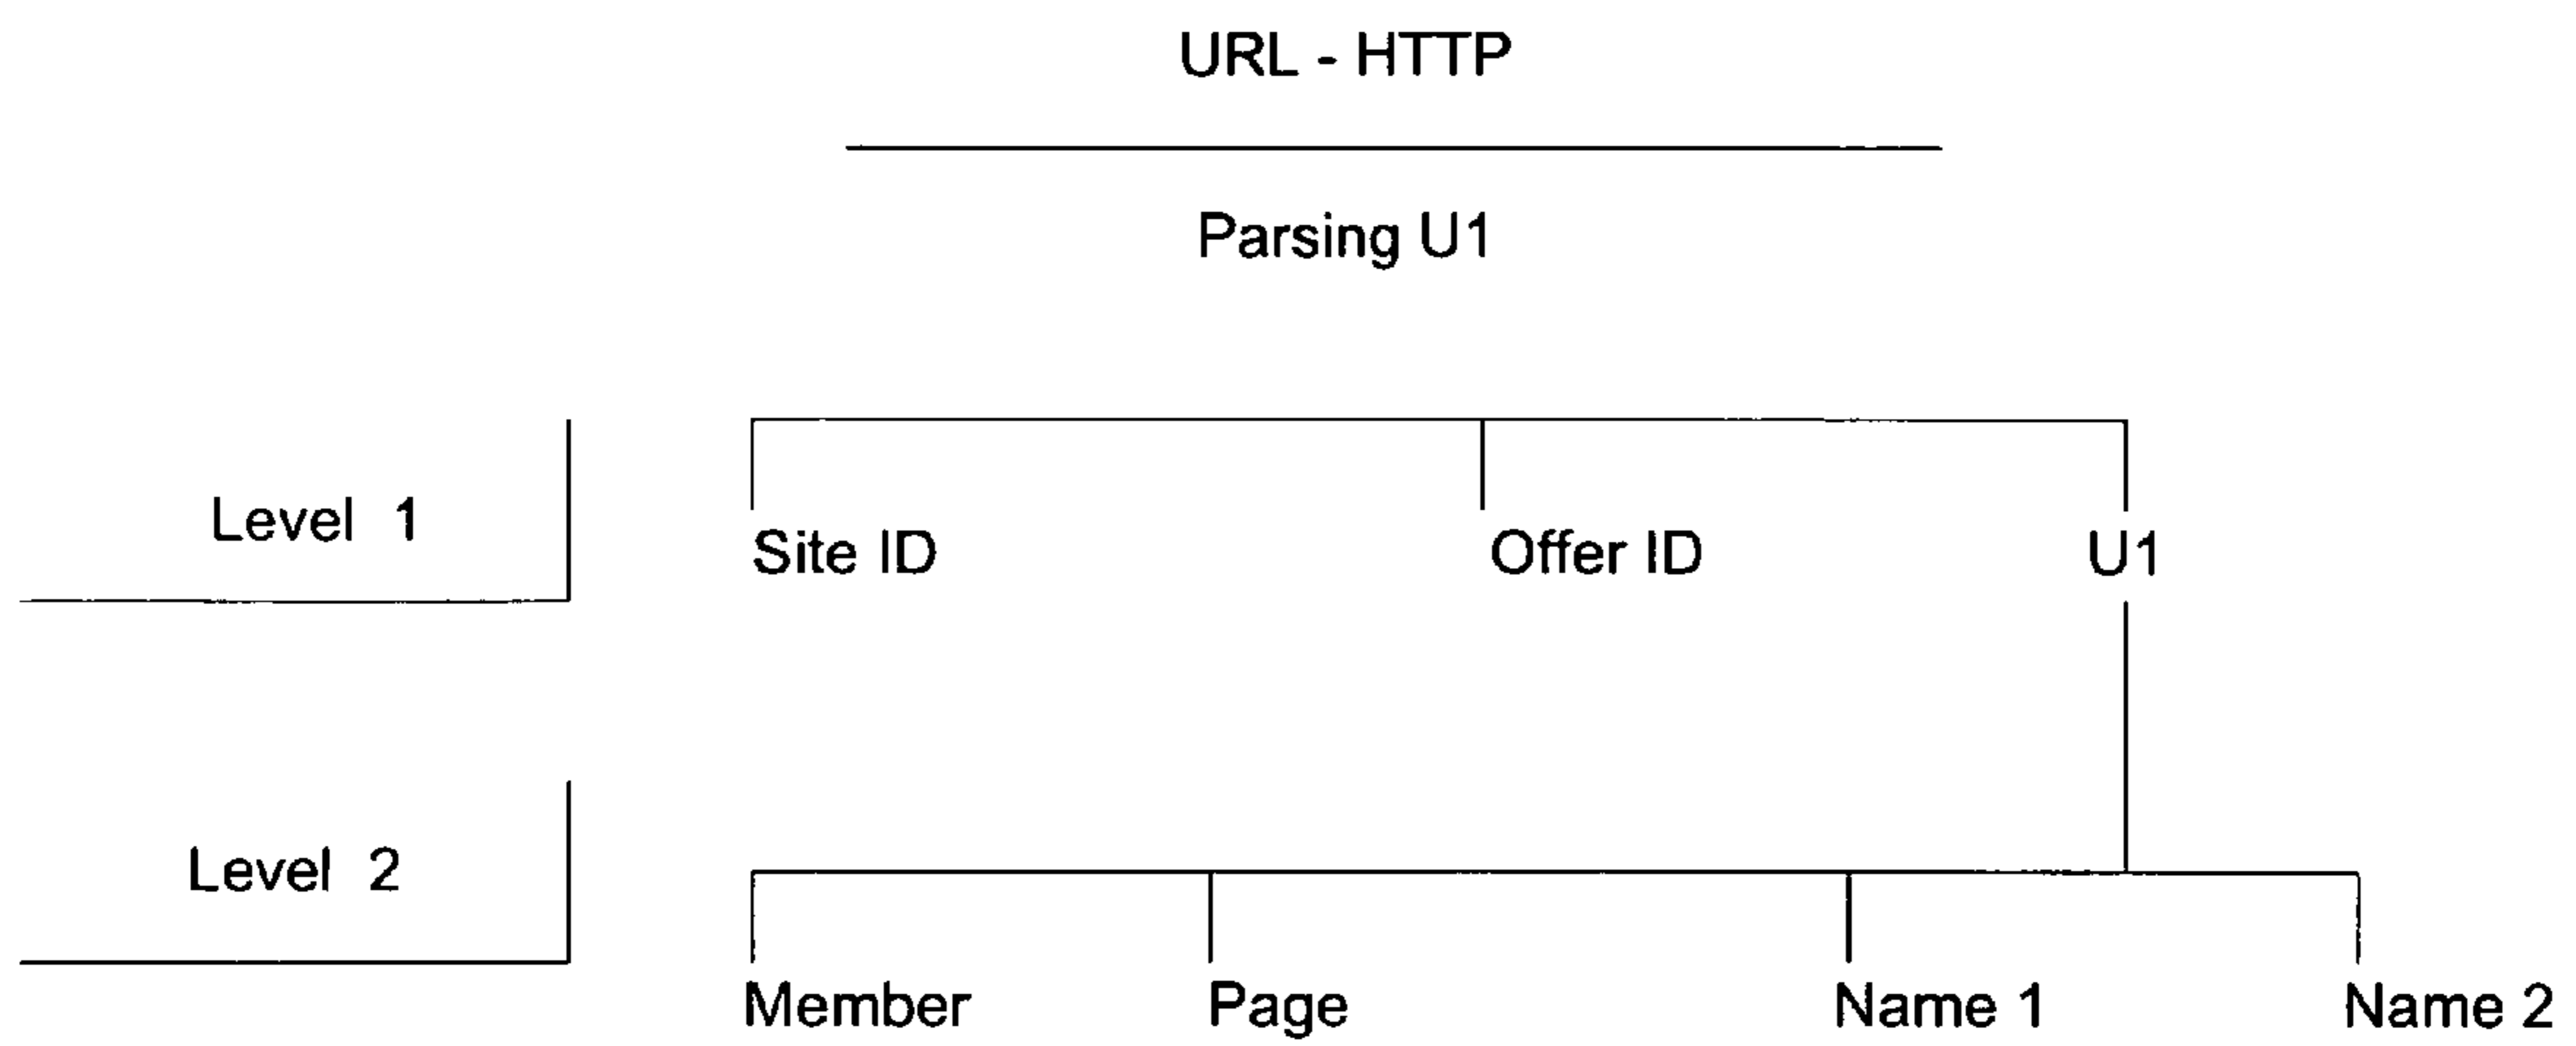 URL - HTTP
Parsing U1
Level 1
Site ID Offer ID U1
Level 2
Member Page Name 1 Name 2